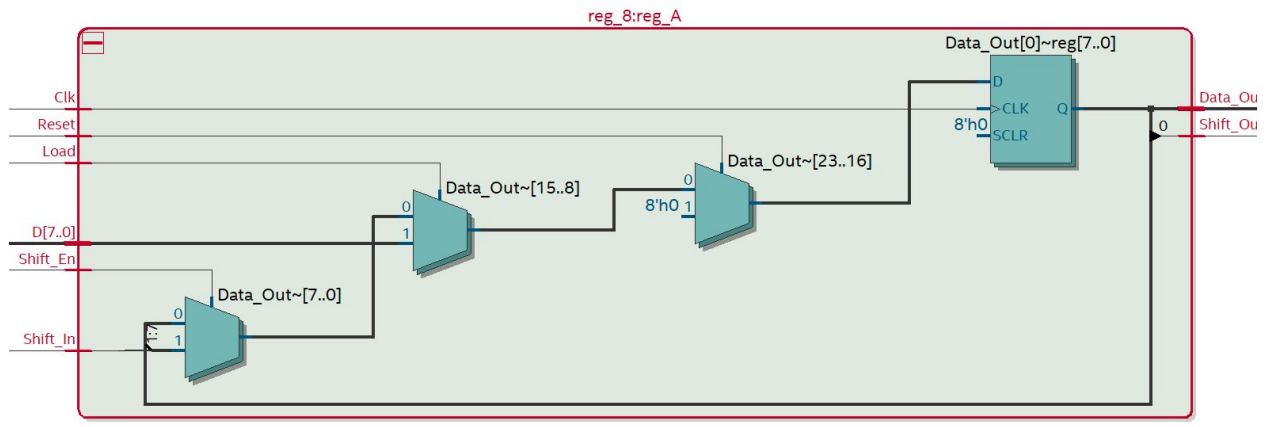 reg_8:reg_A
Data_Out[0]~reg[7..0]
D
Clk
CLK
Q
Data_Ou
Reset
8'h0
SCLR
0
Shift_Ou
Load
Data_Out~[23..16]
0
8'h0
1
Data_Out~[15..8]
0
1
D[7..0]
Shift_En
Data_Out~[7..0]
0
1:7
1
Shift_In